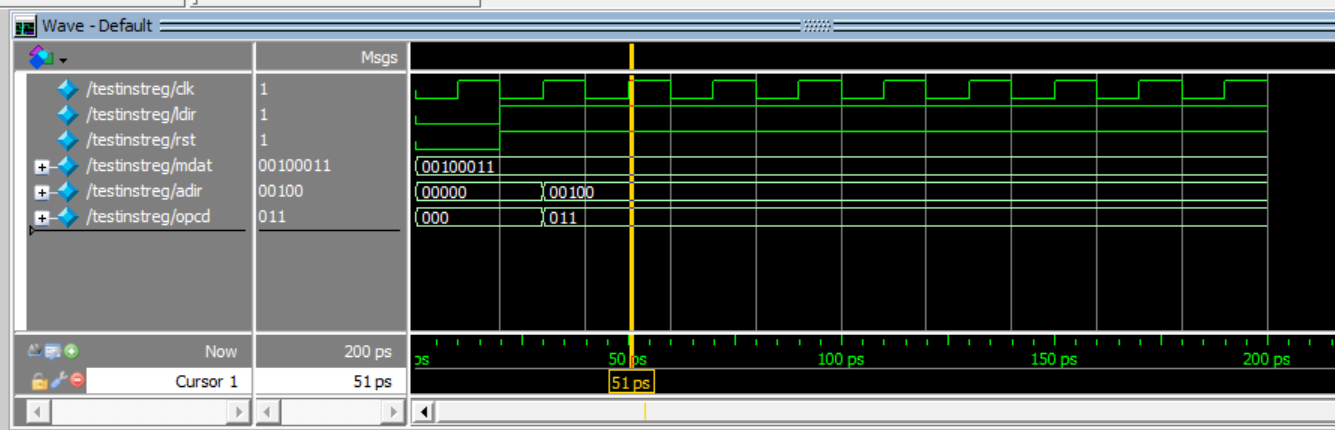 Wave - Default
Msgs
/testinstreg/clk 1
/testinstreg/ldir 1
/testinstreg/rst 1
/testinstreg/mdat 00100011 00100011
/testinstreg/adir 00100 00000 00100
/testinstreg/opcd 011 000 011
Now 200 ps ps 50 ps 100 ps 150 ps 200 ps
Cursor 1 51 ps 51 ps